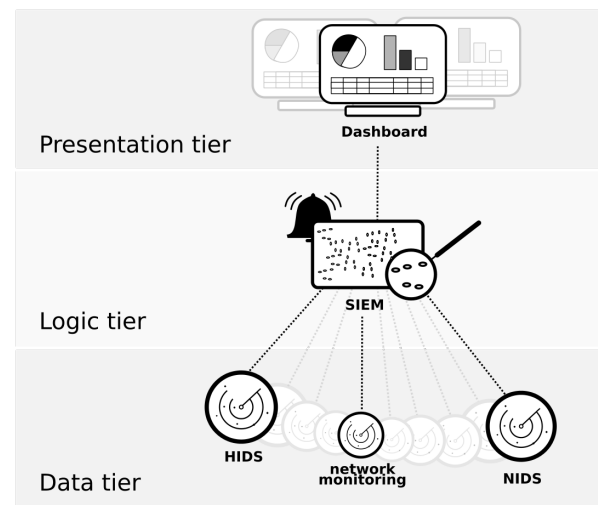 Dashboard
Presentation tier
SIEM
Logic tier
HIDS
network
monitoring
NIDS
Data tier